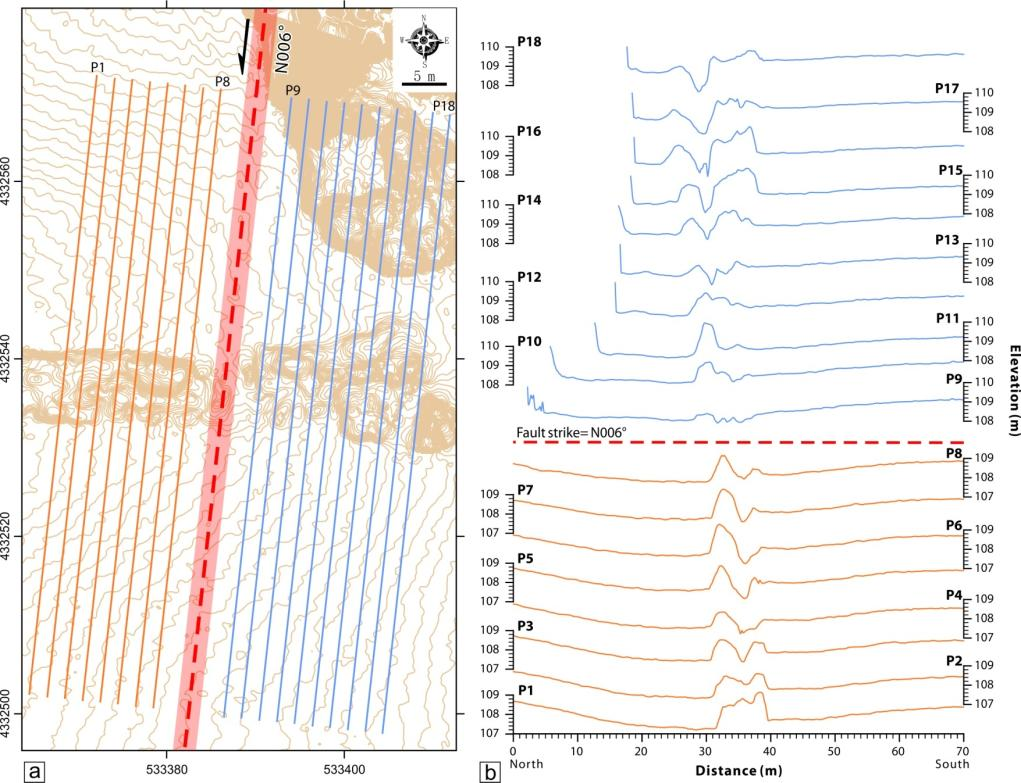 N006°
N
W E
S
5 m
P1
P8
P9
P18
4332560
4332540
4332520
4332500
533380
533400
a
P18
110
109
108
P17
110
109
108
P16
110
109
108
P15
110
109
108
P14
110
109
108
P13
110
109
108
P12
110
109
108
P11
110
109
108
P10
110
109
108
P9
110
109
108
Fault strike= N006°
P8
109
108
107
P7
109
108
107
P6
109
108
107
P5
109
108
107
P4
109
108
107
P3
109
108
107
P2
109
108
107
P1
109
108
107
Elevation (m)
0 10 20 30 40 50 60 70
North South
Distance (m)
b